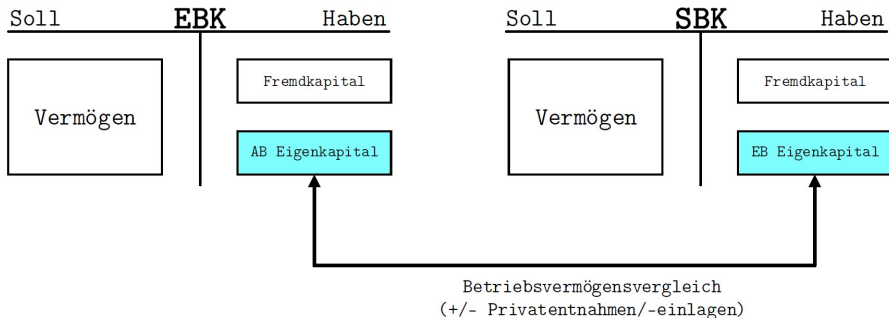 Soll EBK Haben
Vermögen
Fremdkapital
AB Eigenkapital
Soll SBK Haben
Vermögen
Fremdkapital
EB Eigenkapital
Betriebsvermögensvergleich
(+/- Privatentnahmen/-einlagen)